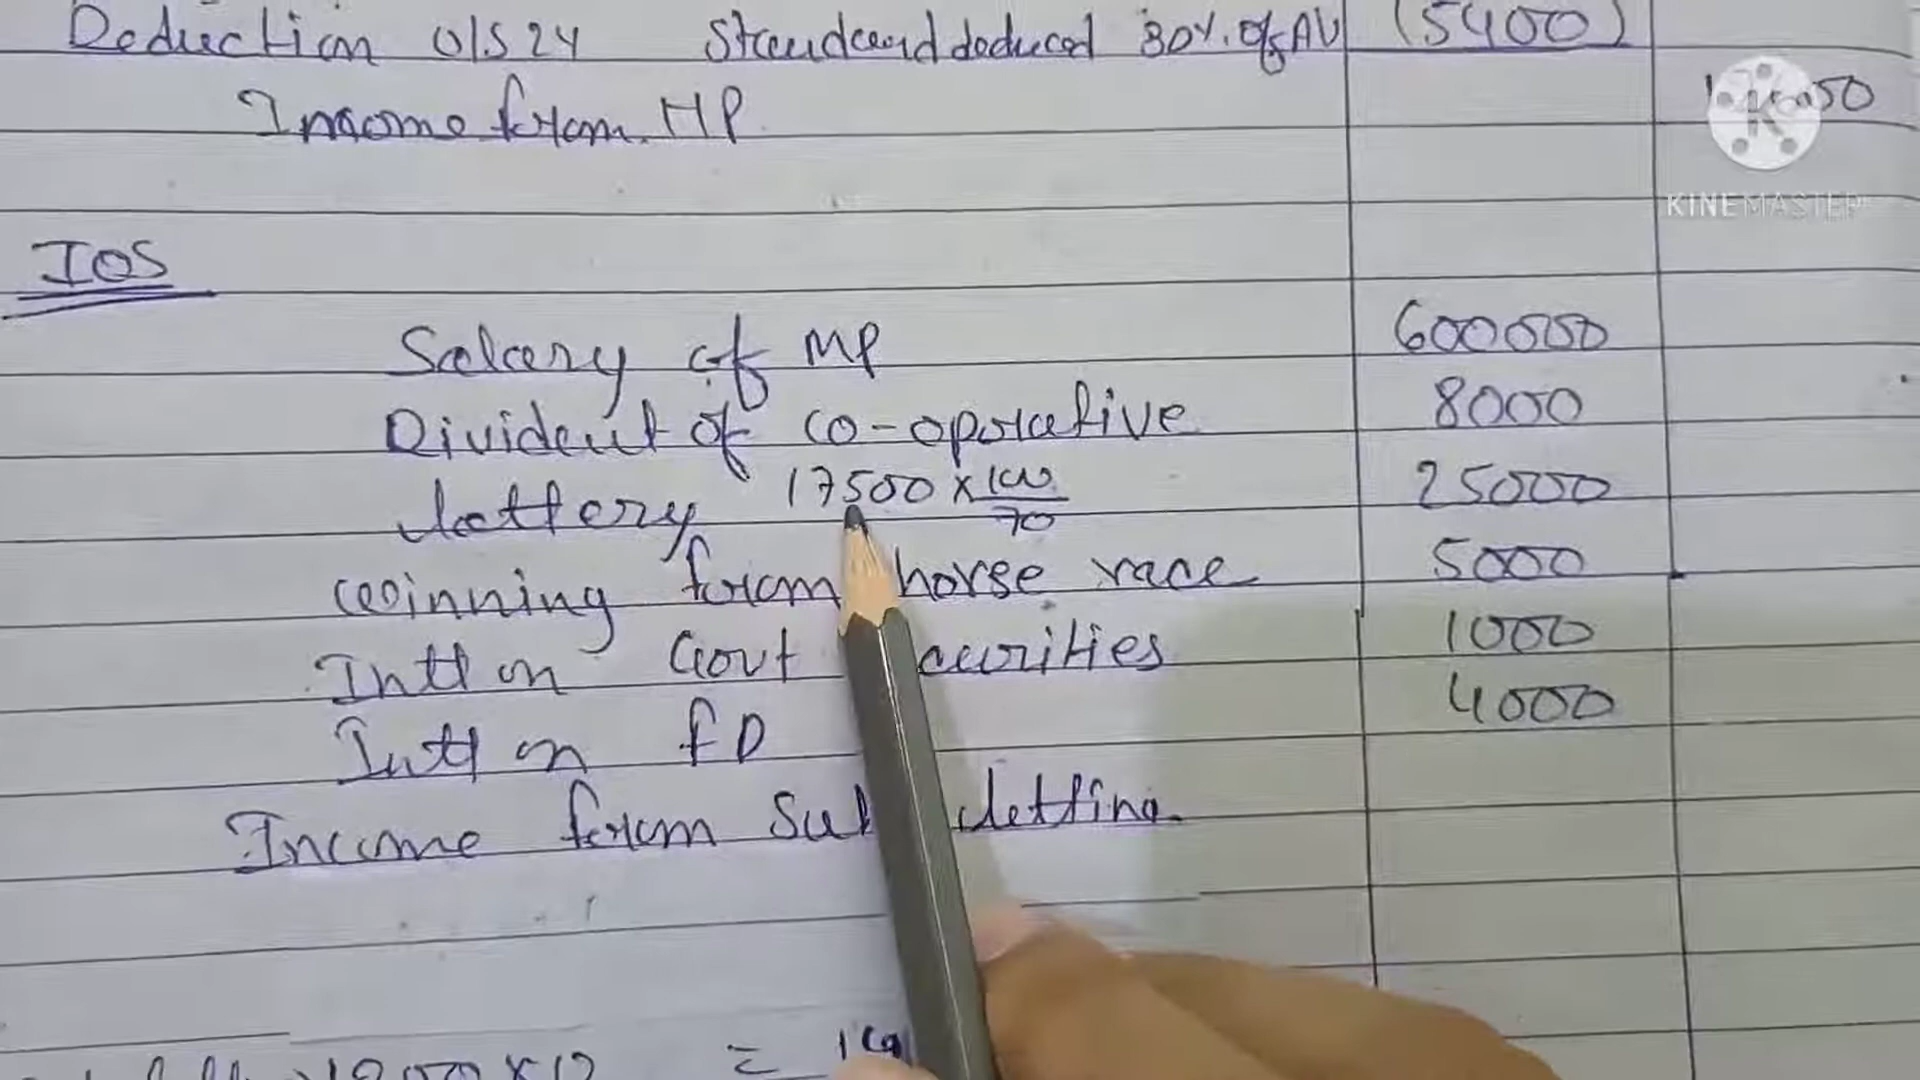 Deduction U/S 24 Standard deduced 30%. of AV (5400)
Income from HP
KINEMASTER
IOS
Salary of MP 600000
Divident of co-operative 8000
lottery 17500 x 100/70 25000
winning from horse race 5000
Intt on Govt curities 1000
Intt on FD 4000
Income from Sub letting.
x 12 =